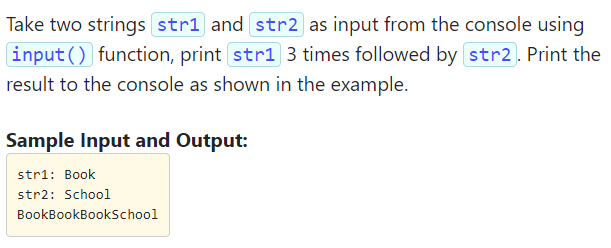 Take two strings str1 and str2 as input from the console using
input() function, print str1 3 times followed by str2. Print the
result to the console as shown in the example.
Sample Input and Output:
str1: Book
str2: School
BookBookBookSchool